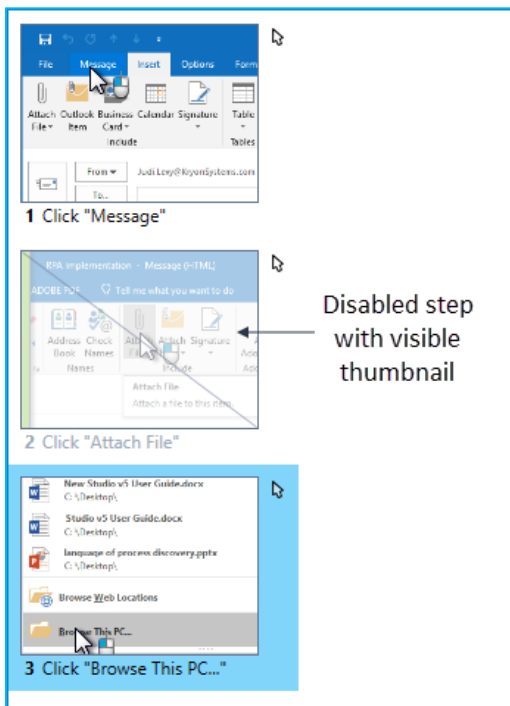 File Message Insert Options Form
Attach Outlook Business Calendar Signature Table
File Item Card
Include Tables
From Judi.Levy@KryonSystems.com
To...
1 Click "Message"
RPA Implementation - Message (HTML)
ADOBE PDF Tell me what you want to do
Address Check Attach Attach Signature
Book Names
Names Include
Attach File
Attach a file to this item.
2 Click "Attach File"
Disabled step
with visible
thumbnail
New Studio v5 User Guide.docx
C:\Desktop\
Studio v5 User Guide.docx
C:\Desktop\
language of process discovery.pptx
C:\Desktop\
Browse Web Locations
Browse This PC...
3 Click "Browse This PC..."